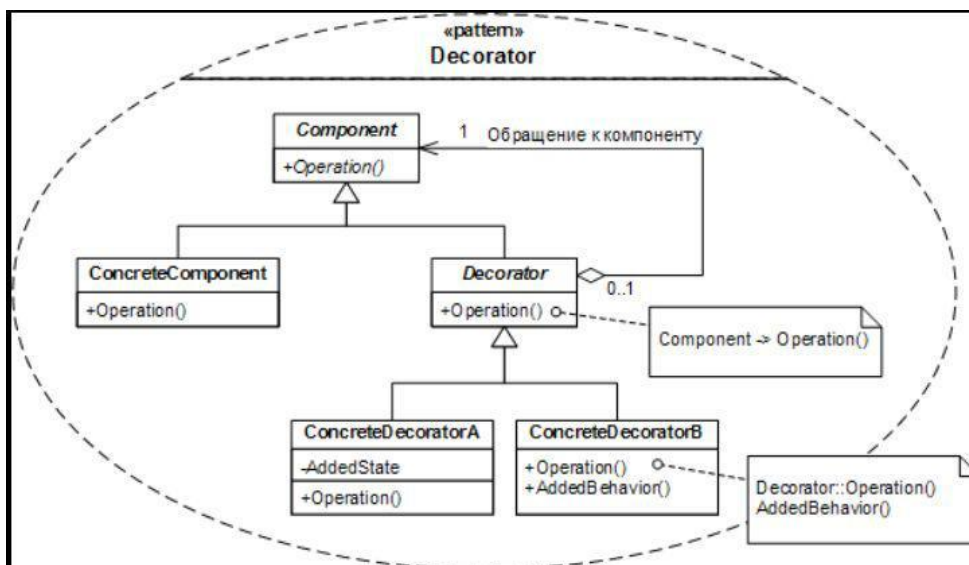 «pattern»
Decorator
Component
+Operation()
1 Обращение к компоненту
ConcreteComponent
+Operation()
Decorator
+Operation()
0..1
Component -> Operation()
ConcreteDecoratorA
-AddedState
+Operation()
ConcreteDecoratorB
+Operation()
+AddedBehavior()
Decorator::Operation()
AddedBehavior()